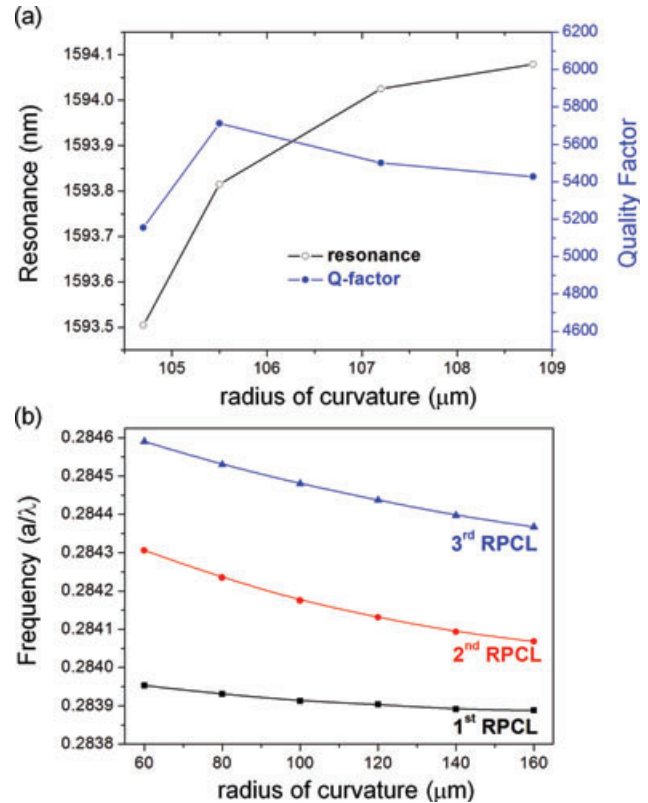 (a)
1594.1
1594.0
1593.9
1593.8
1593.7
1593.6
1593.5
Resonance (nm)
6200
6000
5800
5600
5400
5200
5000
4800
4600
Quality Factor
resonance
Q-factor
105 106 107 108 109
radius of curvature (μm)
(b)
0.2846
0.2845
0.2844
0.2843
0.2842
0.2841
0.2840
0.2839
0.2838
Frequency (a/λ)
3rd RPCL
2nd RPCL
1st RPCL
60 80 100 120 140 160
radius of curvature (μm)